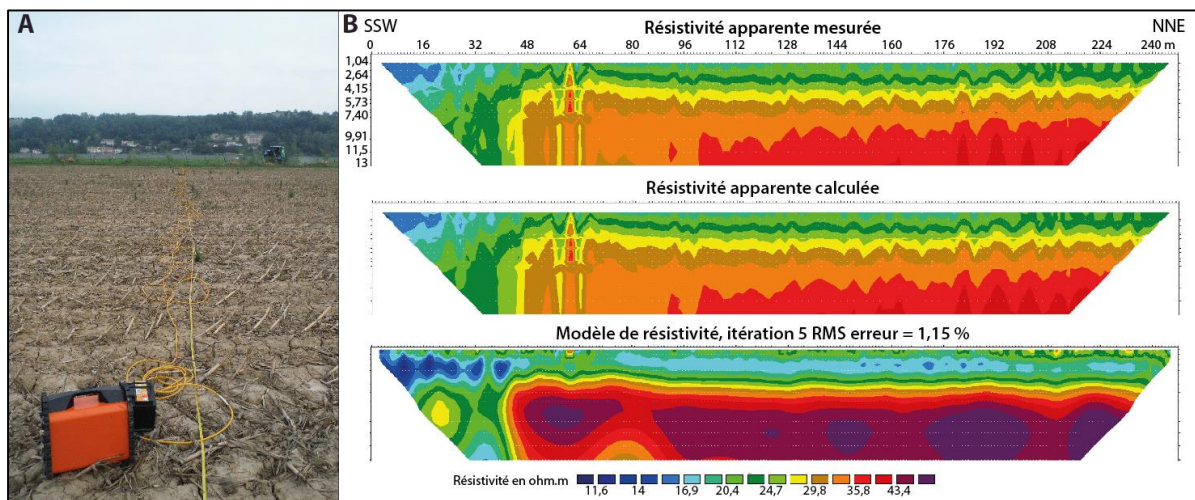 A
B SSW
NNE
Résistivité apparente mesurée
0 16 32 48 64 80 96 112 128 144 160 176 192 208 224 240 m
1,04
2,64
4,15
5,73
7,40
9,91
11,5
13
Résistivité apparente calculée
Modèle de résistivité, itération 5 RMS erreur = 1,15 %
Résistivité en ohm.m
11,6 14 16,9 20,4 24,7 29,8 35,8 43,4